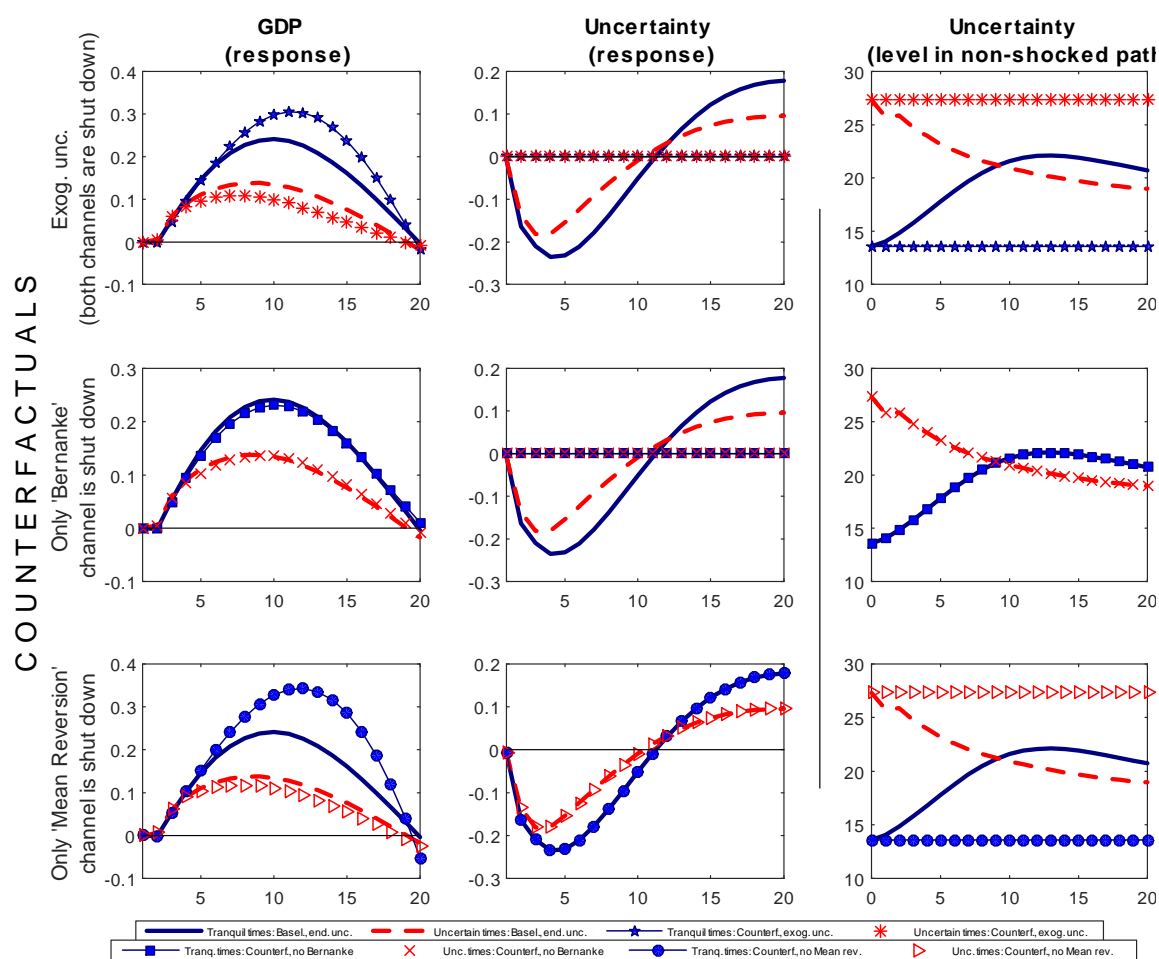 GDP
(response)
Uncertainty
(response)
Uncertainty
(level in non-shocked path
COUNTERFACTUALS
Exog. unc.
(both channels are shut down)
0.4
0.3
0.2
0.1
0
-0.1
5 10 15 20
0.2
0.1
0
-0.1
-0.2
-0.3
5 10 15 20
30
25
20
15
10
0 5 10 15 20
Only 'Bernanke'
channel is shut down
0.3
0.2
0.1
0
-0.1
5 10 15 20
0.2
0.1
0
-0.1
-0.2
-0.3
5 10 15 20
30
25
20
15
10
0 5 10 15 20
Only 'Mean Reversion'
channel is shut down
0.4
0.3
0.2
0.1
0
-0.1
5 10 15 20
0.2
0.1
0
-0.1
-0.2
-0.3
5 10 15 20
30
25
20
15
10
0 5 10 15 20
Tranquil times: Basel., end. unc. Uncertain times: Basel., end. unc. Tranquil times: Counterf., exog. unc. Uncertain times: Counterf., exog. unc.
Tranq. times: Counterf., no Bernanke Unc. times: Counterf., no Bernanke Tranq. times: Counterf., no Mean rev. Unc. times: Counterf., no Mean rev.